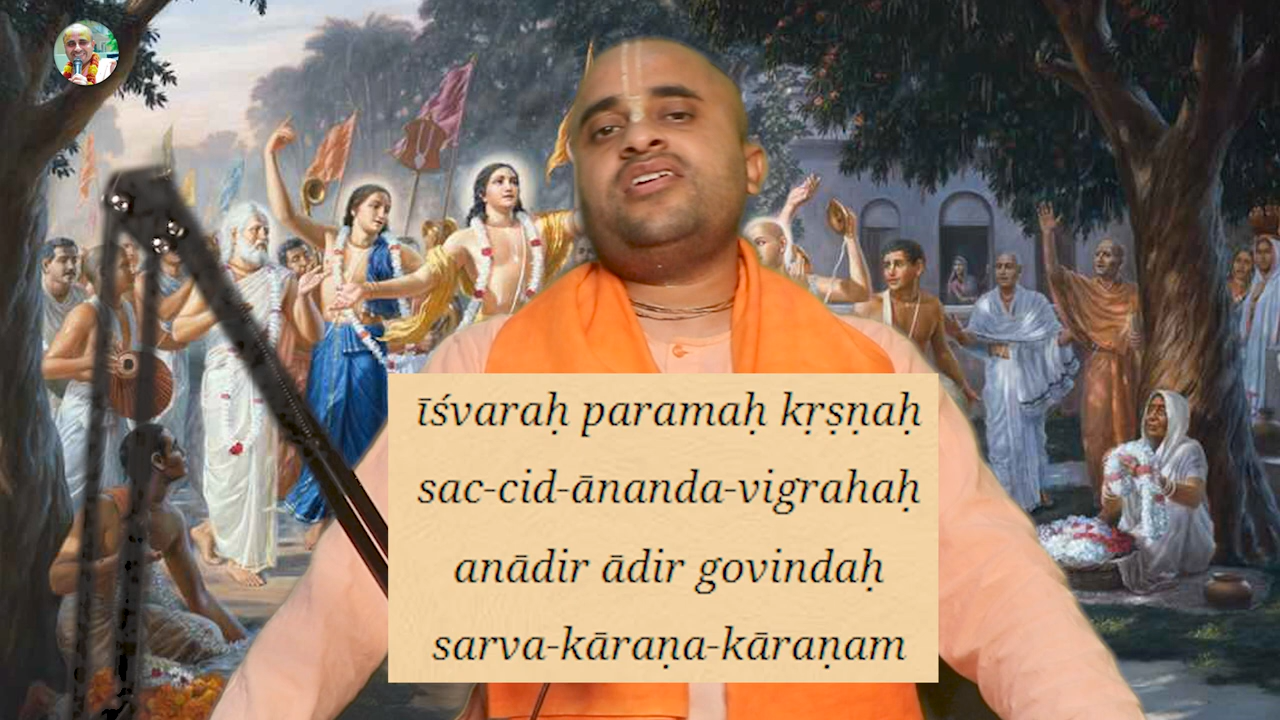 īśvaraḥ paramaḥ kṛṣṇaḥ
sac-cid-ānanda-vigrahaḥ
anādir ādir govindaḥ
sarva-kāraṇa-kāraṇam